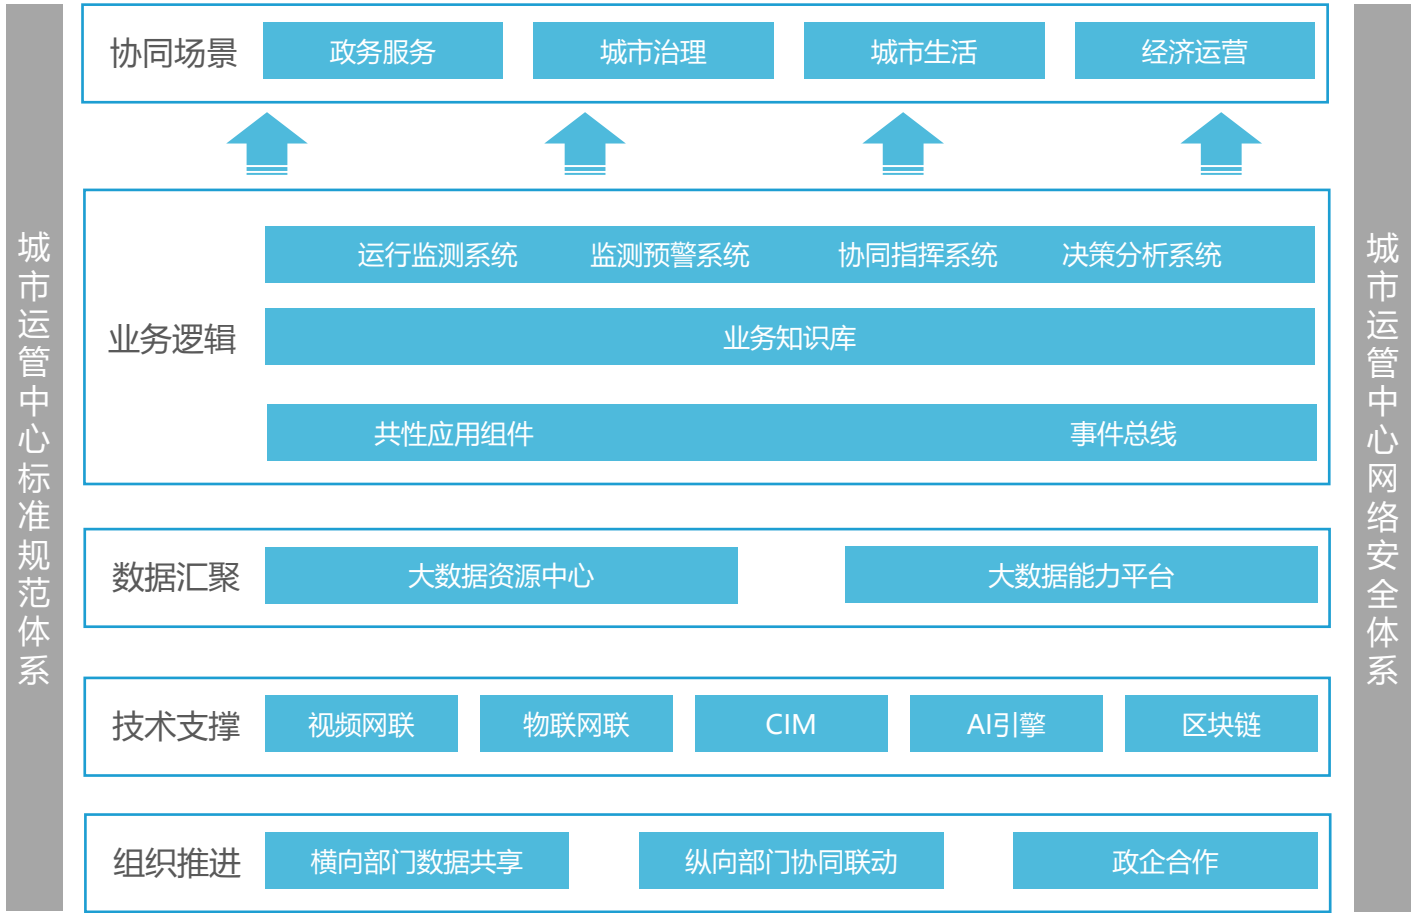 城市运管中心标准规范体系
协同场景
政务服务
城市治理
城市生活
经济运营
业务逻辑
运行监测系统
监测预警系统
协同指挥系统
决策分析系统
业务知识库
共性应用组件
事件总线
数据汇聚
大数据资源中心
大数据能力平台
技术支撑
视频网联
物联网联
CIM
AI引擎
区块链
组织推进
横向部门数据共享
纵向部门协同联动
政企合作
城市运管中心网络安全体系